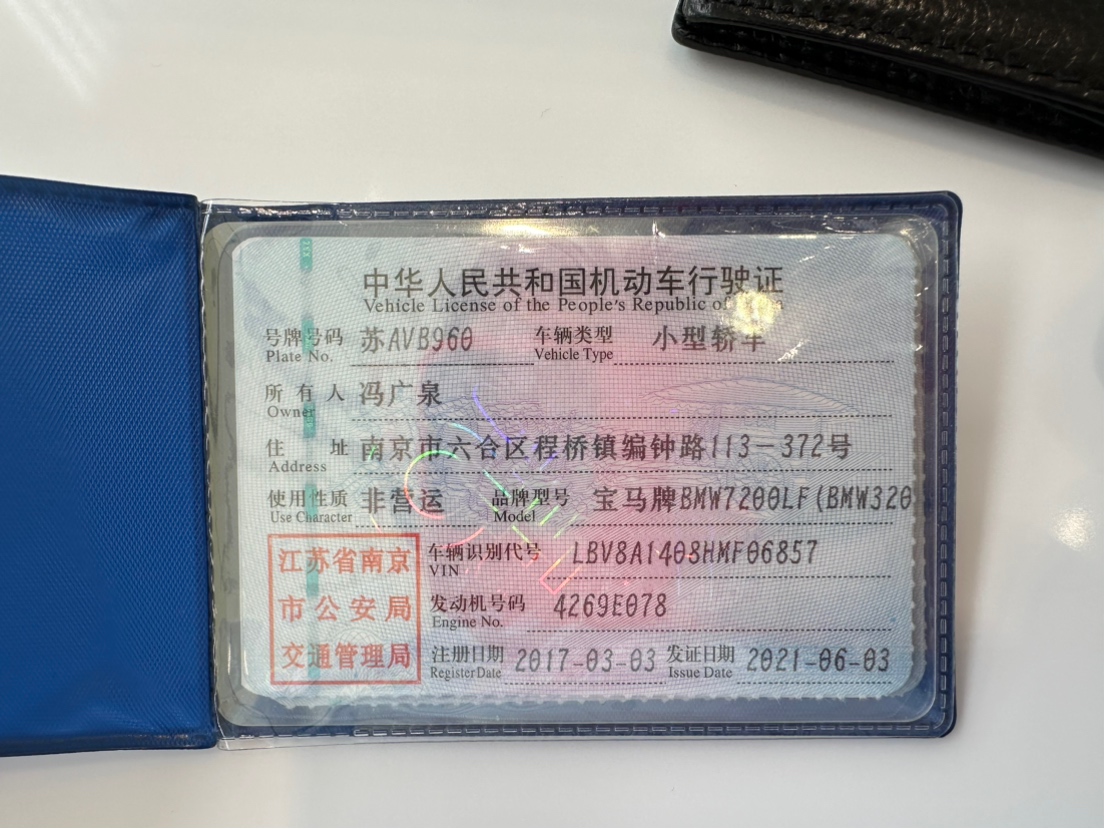 中华人民共和国机动车行驶证
Vehicle License of the People's Republic of
号牌号码 苏AVB960 车辆类型 小型轿车
Plate No. Vehicle Type
所有人 冯广泉
Owner
住址 南京市六合区程桥镇编钟路113-372号
Address
使用性质 非营运 品牌型号 宝马牌BMW7200LF(BMW320
Use Character Model
江苏省南京
市公安局
交通管理局
车辆识别代号 LBV8A1408HMF06857
VIN
发动机号码 4269E078
Engine No.
注册日期 2017-03-03 发证日期 2021-06-03
Register Date Issue Date